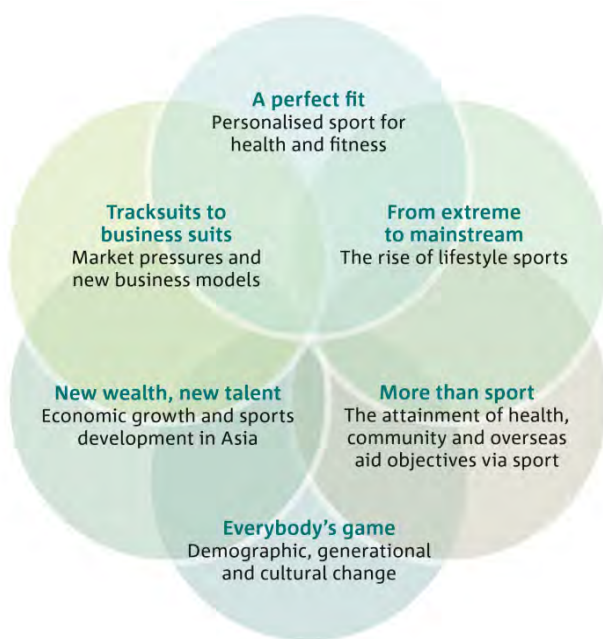 A perfect fit
Personalised sport for
health and fitness
Tracksuits to
business suits
Market pressures and
new business models
From extreme
to mainstream
The rise of lifestyle sports
New wealth, new talent
Economic growth and sports
development in Asia
More than sport
The attainment of health,
community and overseas
aid objectives via sport
Everybody's game
Demographic, generational
and cultural change